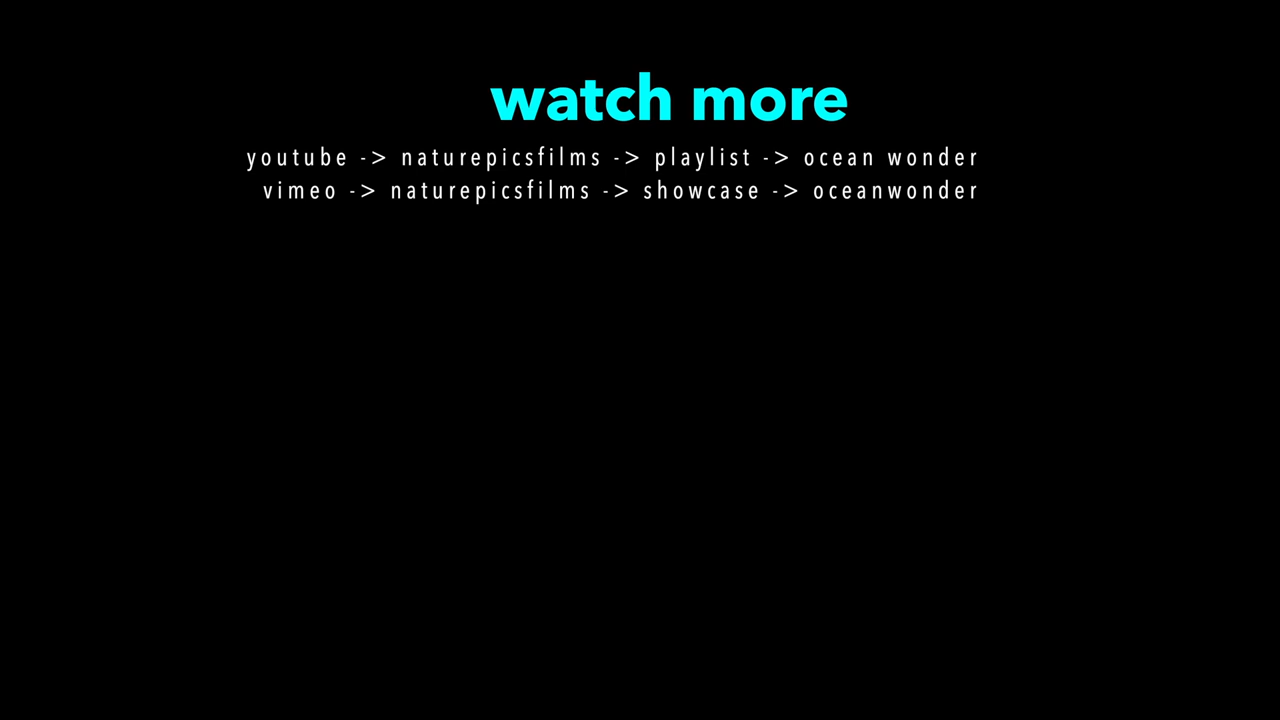 watch more
youtube -> naturepicsfilms -> playlist -> ocean wonder
vimeo -> naturepicsfilms -> showcase -> oceanwonder